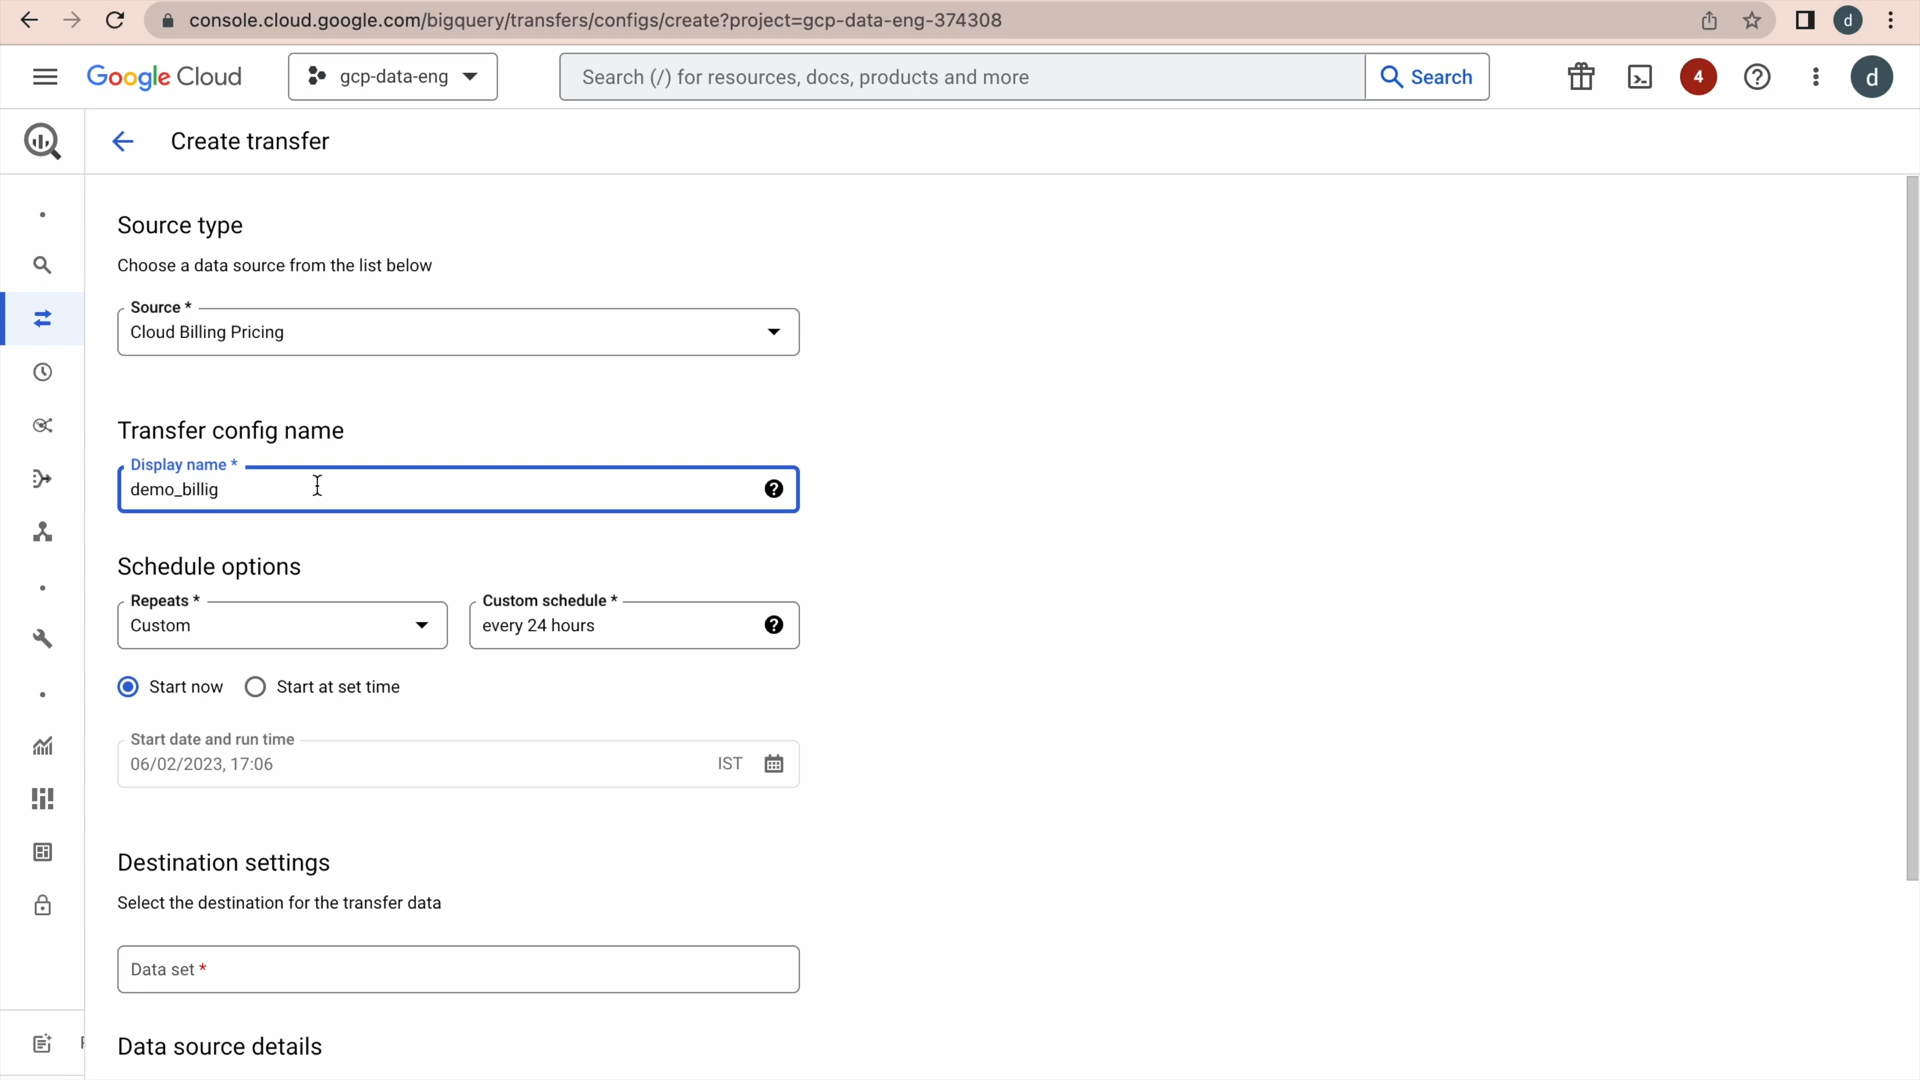 console.cloud.google.com/bigquery/transfers/configs/create?project=gcp-data-eng-374308
d
Google Cloud
gcp-data-eng
Search (/) for resources, docs, products and more
Search
4
d
Create transfer
Source type
Choose a data source from the list below
Source *
Cloud Billing Pricing
Transfer config name
Display name *
demo_billig
Schedule options
Repeats *
Custom
Custom schedule *
every 24 hours
Start now
Start at set time
Start date and run time
06/02/2023, 17:06
IST
Destination settings
Select the destination for the transfer data
Data set *
Data source details